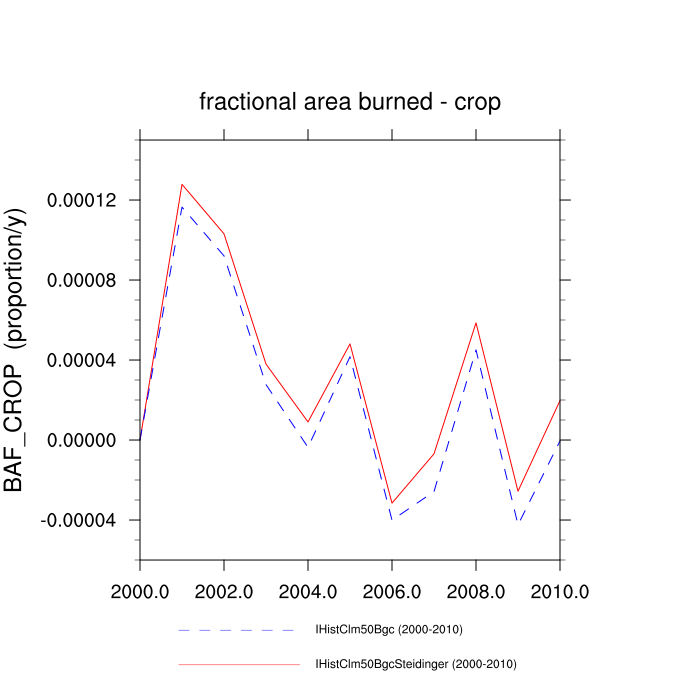 fractional area burned - crop
BAF_CROP (proportion/y)
0.00012
0.00008
0.00004
0.00000
-0.00004
2000.0 2002.0 2004.0 2006.0 2008.0 2010.0
IHistClm50Bgc (2000-2010)
IHistClm50BgcSteidinger (2000-2010)